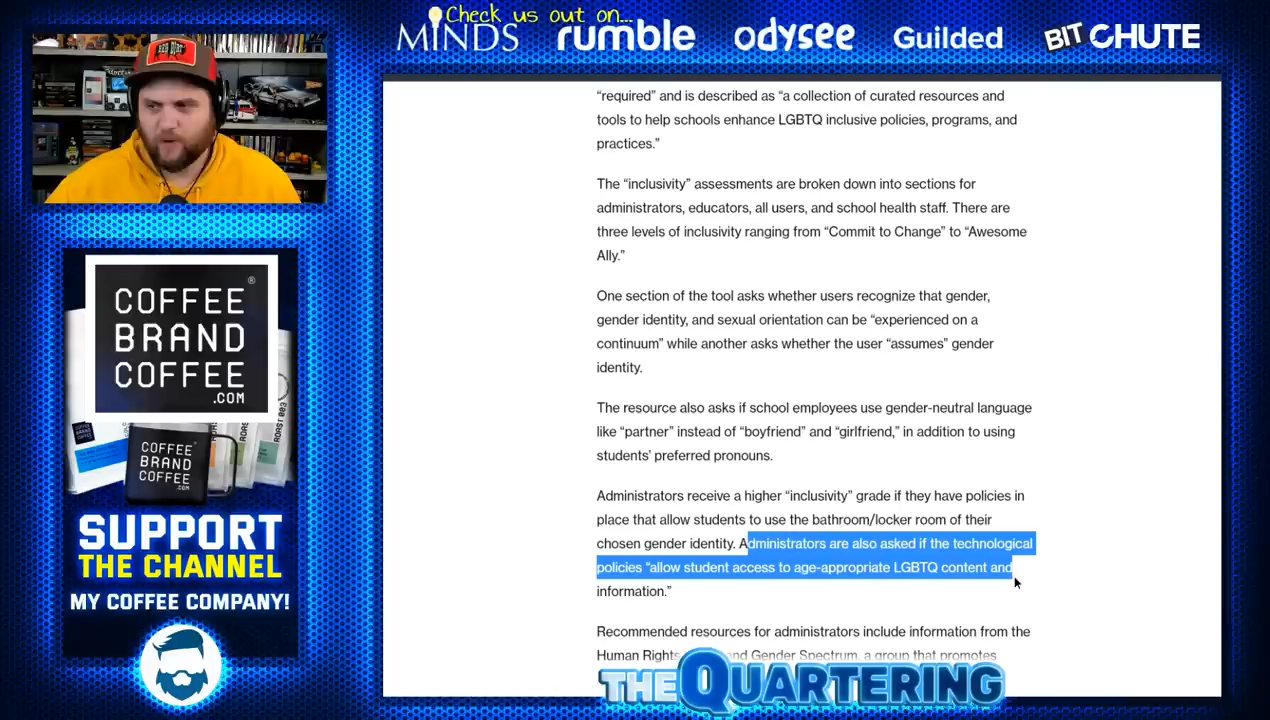 Check us out on...
MINDS
rumble
odysee
Guilded
BIT CHUTE
“required” and is described as “a collection of curated resources and
tools to help schools enhance LGBTQ inclusive policies, programs, and
practices.”
The “inclusivity” assessments are broken down into sections for
administrators, educators, all users, and school health staff. There are
three levels of inclusivity ranging from “Commit to Change” to “Awesome
Ally.”
One section of the tool asks whether users recognize that gender,
gender identity, and sexual orientation can be “experienced on a
continuum” while another asks whether the user “assumes” gender
identity.
The resource also asks if school employees use gender-neutral language
like “partner” instead of “boyfriend” and “girlfriend,” in addition to using
students’ preferred pronouns.
Administrators receive a higher “inclusivity” grade if they have policies in
place that allow students to use the bathroom/locker room of their
chosen gender identity. Administrators are also asked if the technological
policies “allow student access to age-appropriate LGBTQ content and
information.”
Recommended resources for administrators include information from the
Human Rights and Gender Spectrum, a group that promotes
THE QUARTERING
COFFEE
BRAND
COFFEE
.COM
®
COFFEE
BRAND
COFFEE
.COM
SUPPORT
THE CHANNEL
MY COFFEE COMPANY!